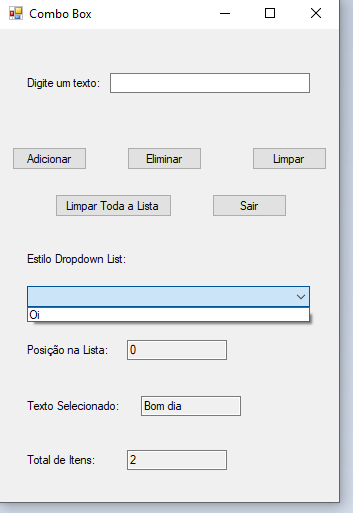 Combo Box
Digite um texto:
Adicionar Eliminar Limpar
Limpar Toda a Lista Sair
Estilo Dropdown List:
Oi
Posição na Lista: 0
Texto Selecionado: Bom dia
Total de Itens: 2